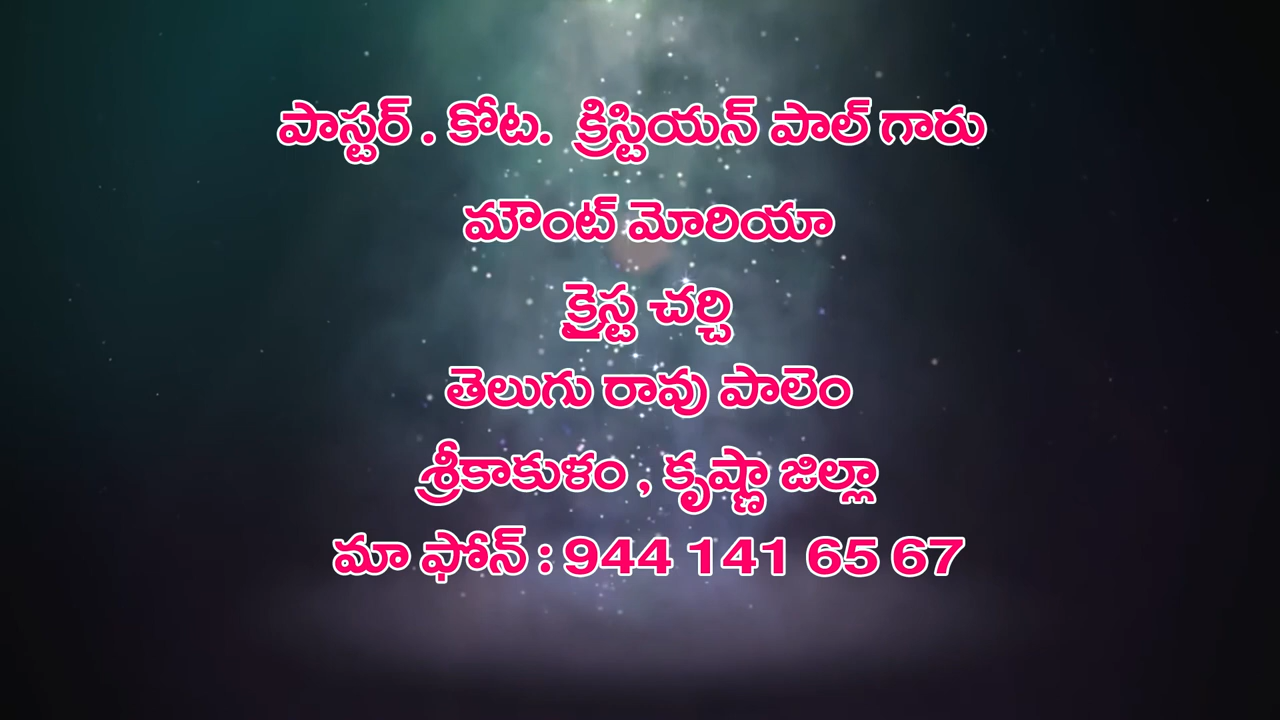 పాస్టర్ . కోట. క్రిస్టియన్ పాల్ గారు
మౌంట్ మోరియా
క్రైస్ట చర్చి
తెలుగు రావు పాలెం
శ్రీకాకుళం , కృష్ణా జిల్లా
మా ఫోన్ : 944 141 65 67